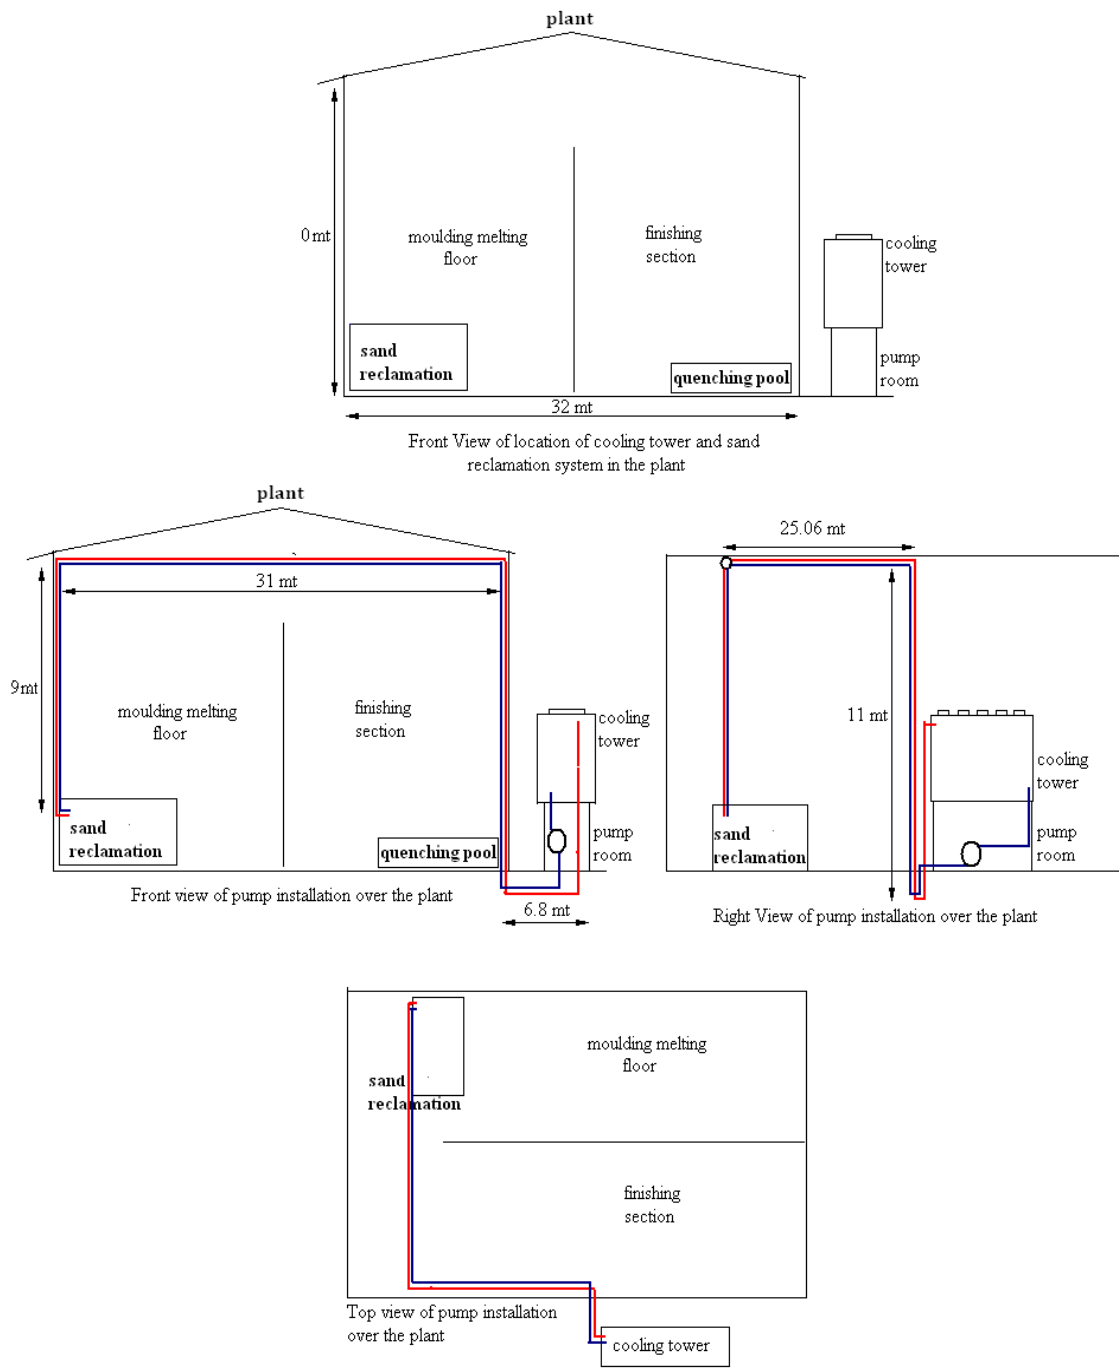 plant
0 mt
moulding melting
floor
finishing
section
cooling
tower
sand
reclamation
quenching pool
pump
room
32 mt
Front View of location of cooling tower and sand
reclamation system in the plant
plant
31 mt
9 mt
moulding melting
floor
finishing
section
cooling
tower
sand
reclamation
quenching pool
pump
room
Front view of pump installation over the plant
6.8 mt
25.06 mt
11 mt
cooling
tower
sand
reclamation
pump
room
Right View of pump installation over the plant
moulding melting
floor
sand
reclamation
finishing
section
Top view of pump installation
over the plant
cooling tower